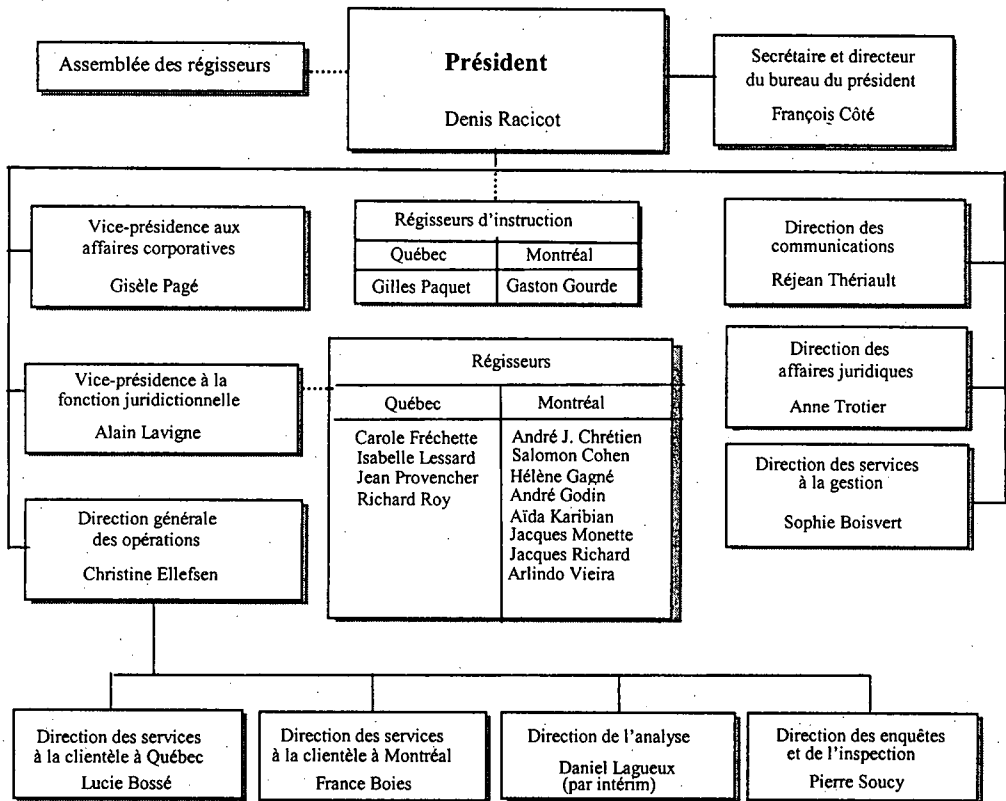 Assemblée des régisseurs
Président
Denis Racicot
Secrétaire et directeur
du bureau du président
François Côté
Vice-présidence aux
affaires corporatives
Gisèle Pagé
Régisseurs d'instruction
Québec
Montréal
Gilles Paquet
Gaston Gourde
Direction des
communications
Réjean Thériault
Vice-présidence à la
fonction juridictionnelle
Alain Lavigne
Régisseurs
Québec
Montréal
Carole Fréchette
Isabelle Lessard
Jean Provencher
Richard Roy
André J. Chrétien
Salomon Cohen
Hélène Gagné
André Godin
Aïda Karibian
Jacques Monette
Jacques Richard
Arlindo Vieira
Direction des
affaires juridiques
Anne Trotier
Direction des services
à la gestion
Sophie Boisvert
Direction générale
des opérations
Christine Ellefsen
Direction des services
à la clientèle à Québec
Lucie Bossé
Direction des services
à la clientèle à Montréal
France Boies
Direction de l'analyse
Daniel Lagueux
(par intérim)
Direction des enquêtes
et de l'inspection
Pierre Soucy